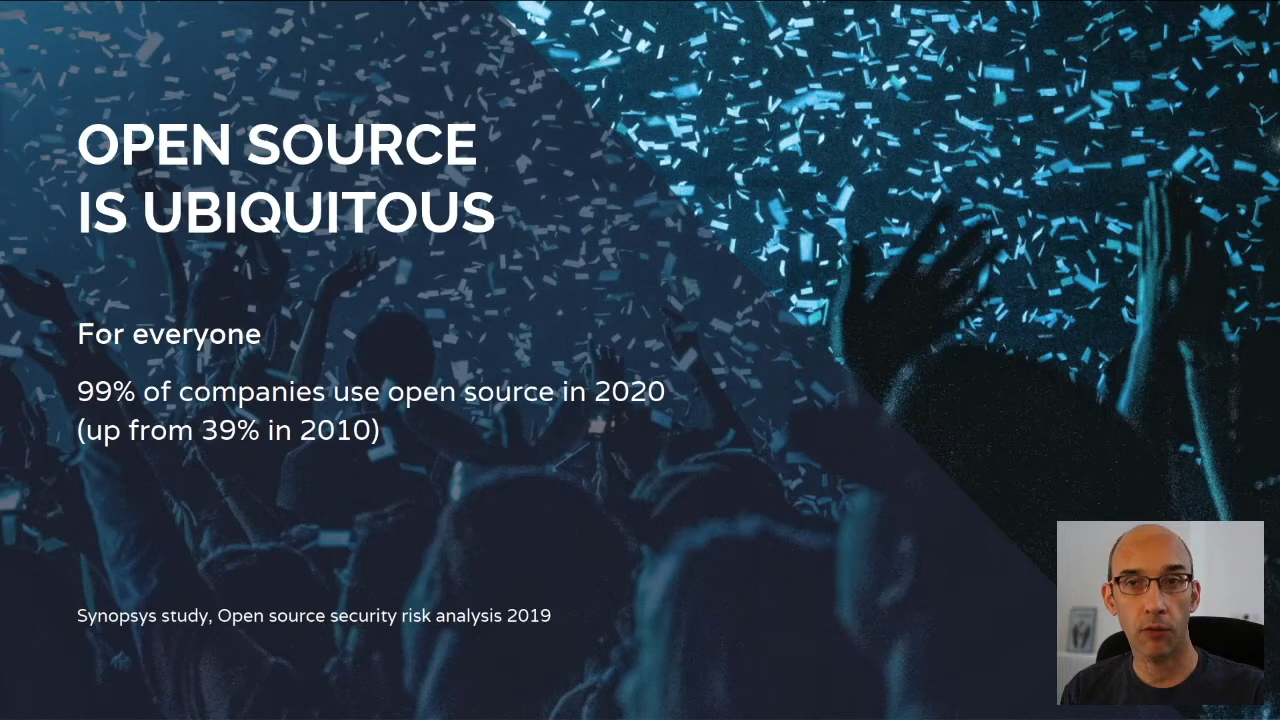 OPEN SOURCE
IS UBIQUITOUS
For everyone
99% of companies use open source in 2020
(up from 39% in 2010)
Synopsys study, Open source security risk analysis 2019